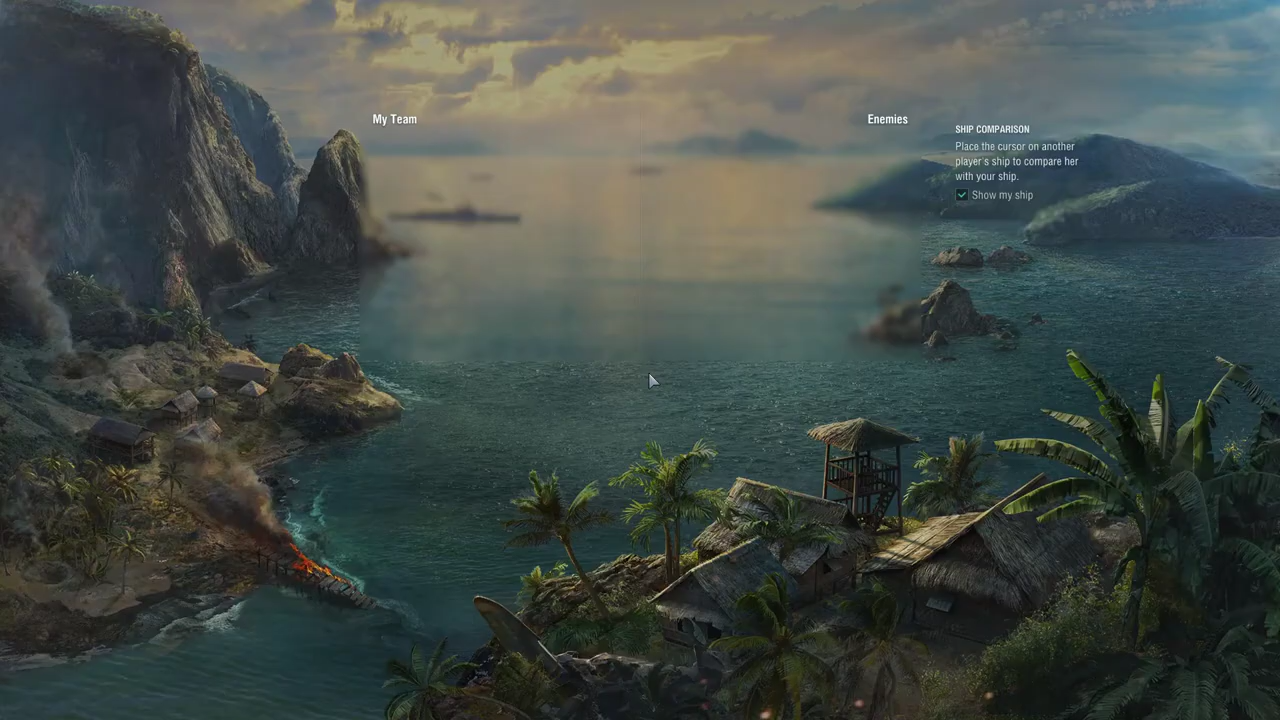 My Team
Enemies
SHIP COMPARISON
Place the cursor on another
player's ship to compare her
with your ship.
Show my ship